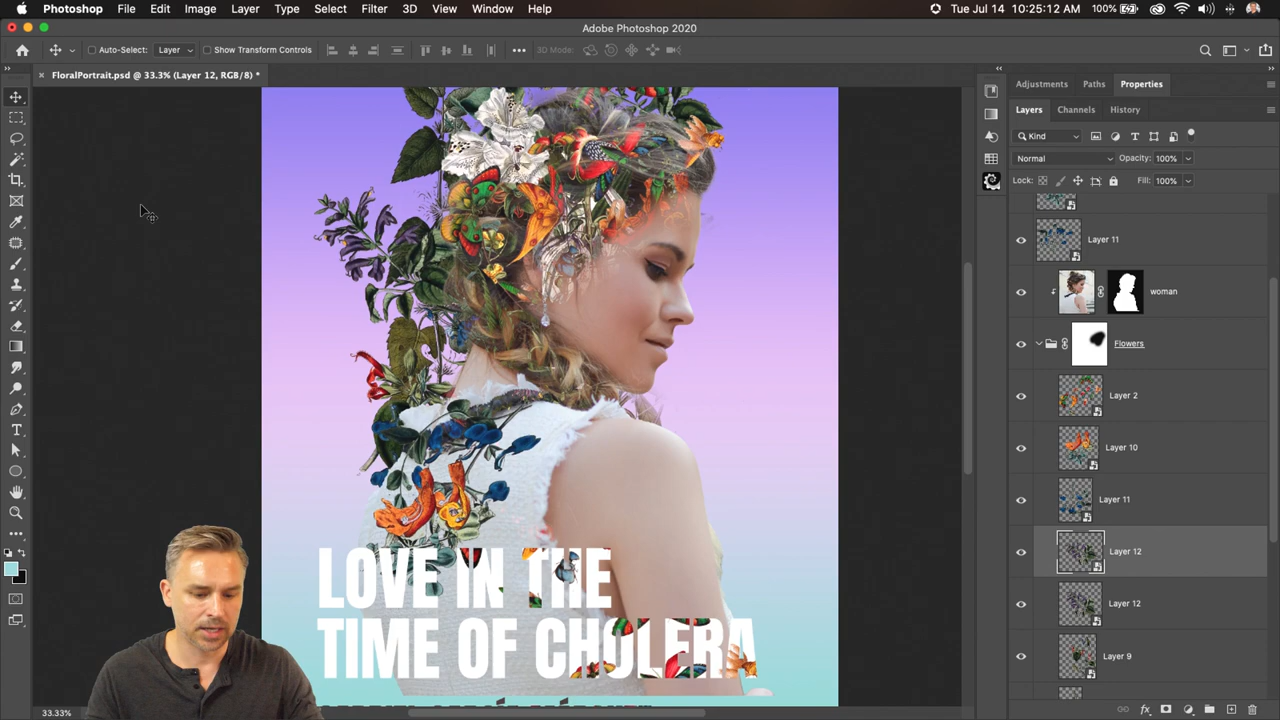 Photoshop File Edit Image Layer Type Select Filter 3D View Window Help 100% Tue Jul 14 10:25:12 AM
Adobe Photoshop 2020
Auto-Select: Layer Show Transform Controls 3D Mode:
FloralPortrait.psd @ 33.3% (Layer 12, RGB/8) *
Adjustments Paths Properties
Layers Channels History
Kind
Normal Opacity: 100%
Lock: Fill: 100%
Layer 11
woman
Flowers
Layer 2
Layer 10
Layer 11
Layer 12
Layer 12
Layer 9
LOVE IN THE
TIME OF CHOLERA
33.33%